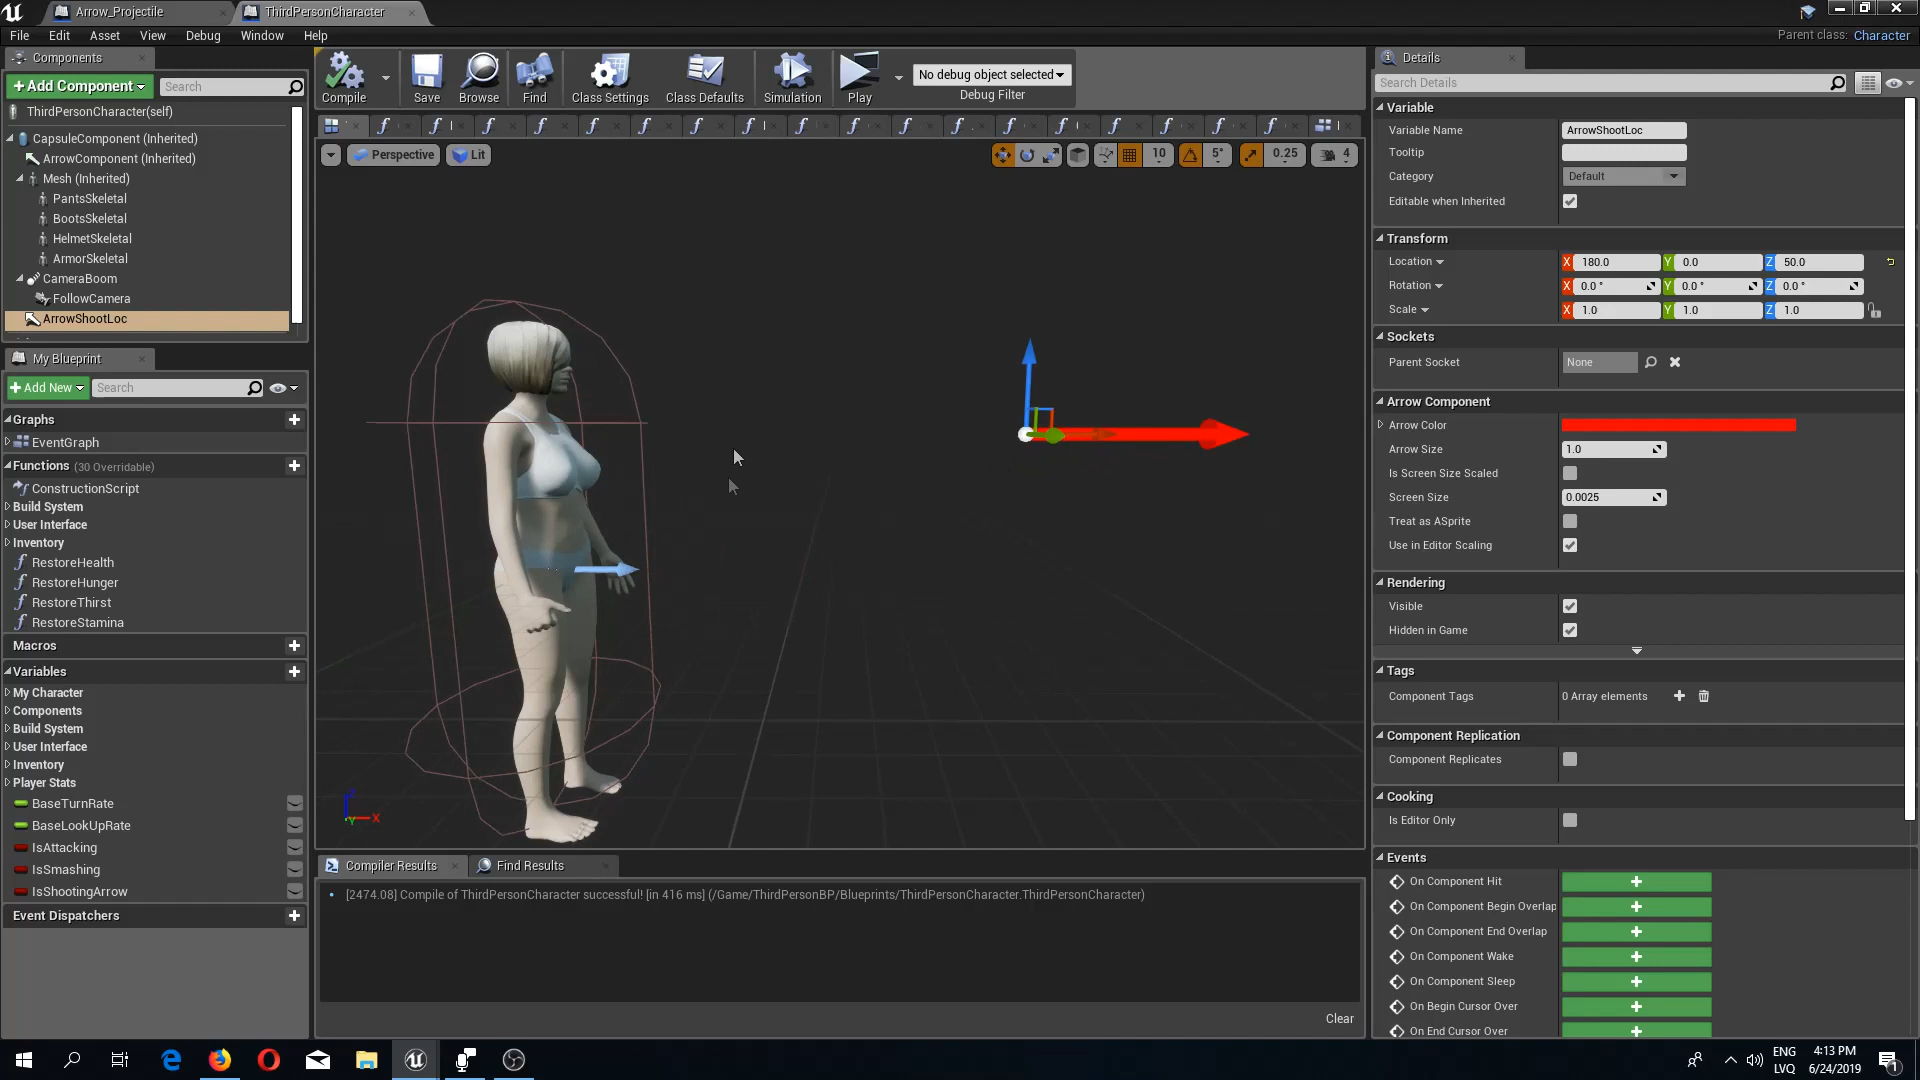 Arrow_Projectile
ThirdPersonCharacter
File Edit Asset View Debug Window Help
Parent class: Character
Components
+ Add Component
Search
ThirdPersonCharacter(self)
CapsuleComponent (Inherited)
ArrowComponent (Inherited)
Mesh (Inherited)
PantsSkeletal
BootsSkeletal
HelmetSkeletal
ArmorSkeletal
CameraBoom
FollowCamera
ArrowShootLoc
My Blueprint
+ Add New
Search
Graphs
EventGraph
Functions (30 Overridable)
ConstructionScript
Build System
User Interface
Inventory
RestoreHealth
RestoreHunger
RestoreThirst
RestoreStamina
Macros
Variables
My Character
Components
Build System
User Interface
Inventory
Player Stats
BaseTurnRate
BaseLookUpRate
IsAttacking
IsSmashing
IsShootingArrow
Event Dispatchers
Compile
Save
Browse
Find
Class Settings
Class Defaults
Simulation
Play
No debug object selected
Debug Filter
Perspective
Lit
10
5°
0.25
4
Z
Y
X
Compiler Results
Find Results
[2474.08] Compile of ThirdPersonCharacter successful! [in 416 ms] (/Game/ThirdPersonBP/Blueprints/ThirdPersonCharacter.ThirdPersonCharacter)
Clear
Details
Search Details
Variable
Variable Name ArrowShootLoc
Tooltip
Category Default
Editable when Inherited
Transform
Location X 180.0 Y 0.0 Z 50.0
Rotation X 0.0 ° Y 0.0 ° Z 0.0 °
Scale X 1.0 Y 1.0 Z 1.0
Sockets
Parent Socket None
Arrow Component
Arrow Color
Arrow Size 1.0
Is Screen Size Scaled
Screen Size 0.0025
Treat as ASprite
Use in Editor Scaling
Rendering
Visible
Hidden in Game
Tags
Component Tags 0 Array elements
Component Replication
Component Replicates
Cooking
Is Editor Only
Events
On Component Hit
On Component Begin Overlap
On Component End Overlap
On Component Wake
On Component Sleep
On Begin Cursor Over
On End Cursor Over
ENG
LVQ
4:13 PM
6/24/2019
1